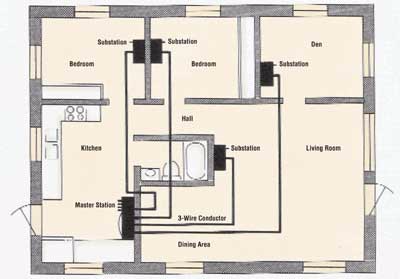 Substation
Substation
Den
Bedroom
Bedroom
Substation
Hall
Kitchen
Substation
Living Room
Master Station
3-Wire Conductor
Dining Area